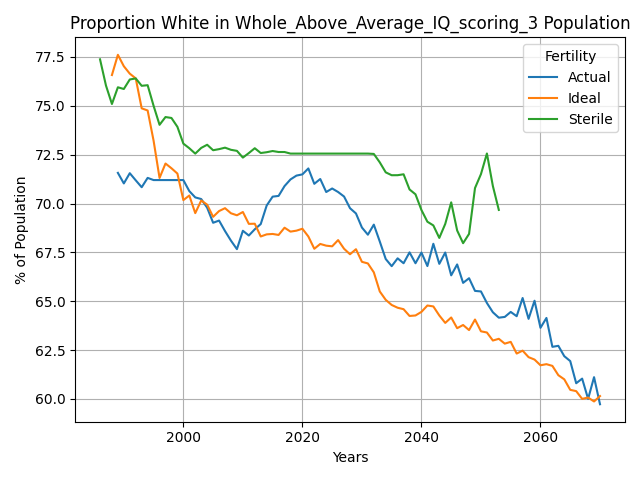 Proportion White in Whole_Above_Average_IQ_scoring_3 Population
Fertility
Actual
Ideal
Sterile
% of Population
77.5
75.0
72.5
70.0
67.5
65.0
62.5
60.0
2000
2020
2040
2060
Years